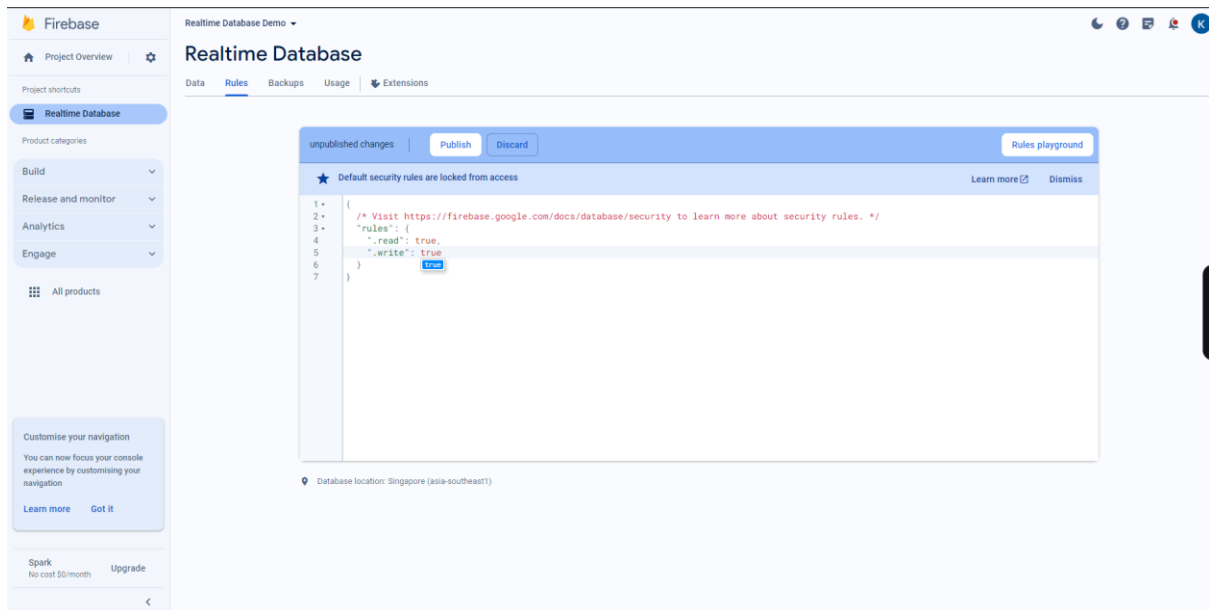 Firebase
Project Overview
Project shortcuts
Realtime Database
Product categories
Build
Release and monitor
Analytics
Engage
All products
Customise your navigation
You can now focus your console
experience by customising your
navigation
Learn more Got it
Spark
No cost $0/month
Upgrade
Realtime Database Demo
K
Realtime Database
Data Rules Backups Usage Extensions
unpublished changes Publish Discard Rules playground
Default security rules are locked from access Learn more Dismiss
1 {
2 /* Visit https://firebase.google.com/docs/database/security to learn more about security rules. */
3 "rules": {
4 ".read": true,
5 ".write": true
6 }
true
7 }
Database location: Singapore (asia-southeast1)